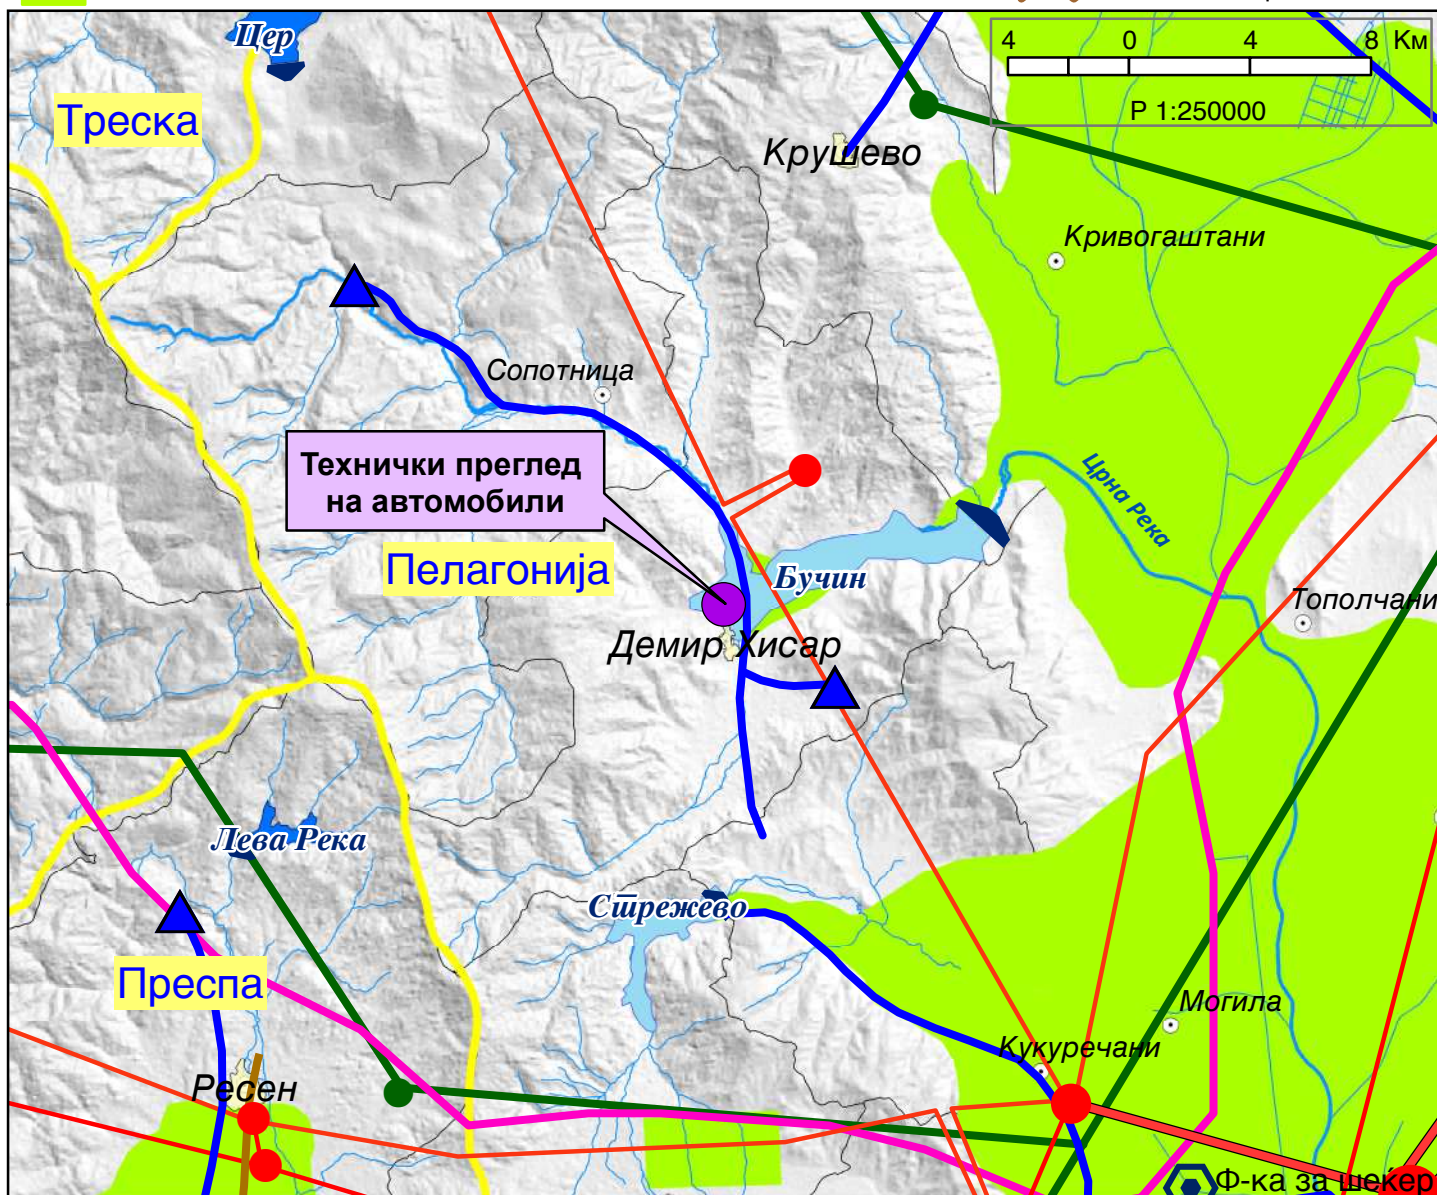 Цер
4 0 4 8 Км
Р 1:250000
Треска
Крушево
Кривогаштани
Сопотница
Технички преглед
на автомобили
Црна Река
Пелагонија
Бучин
Тополчани
Демир Хисар
Лева Река
Стрежево
Преспа
Могила
Кукуречани
Ресен
Ф-ка за шеќер